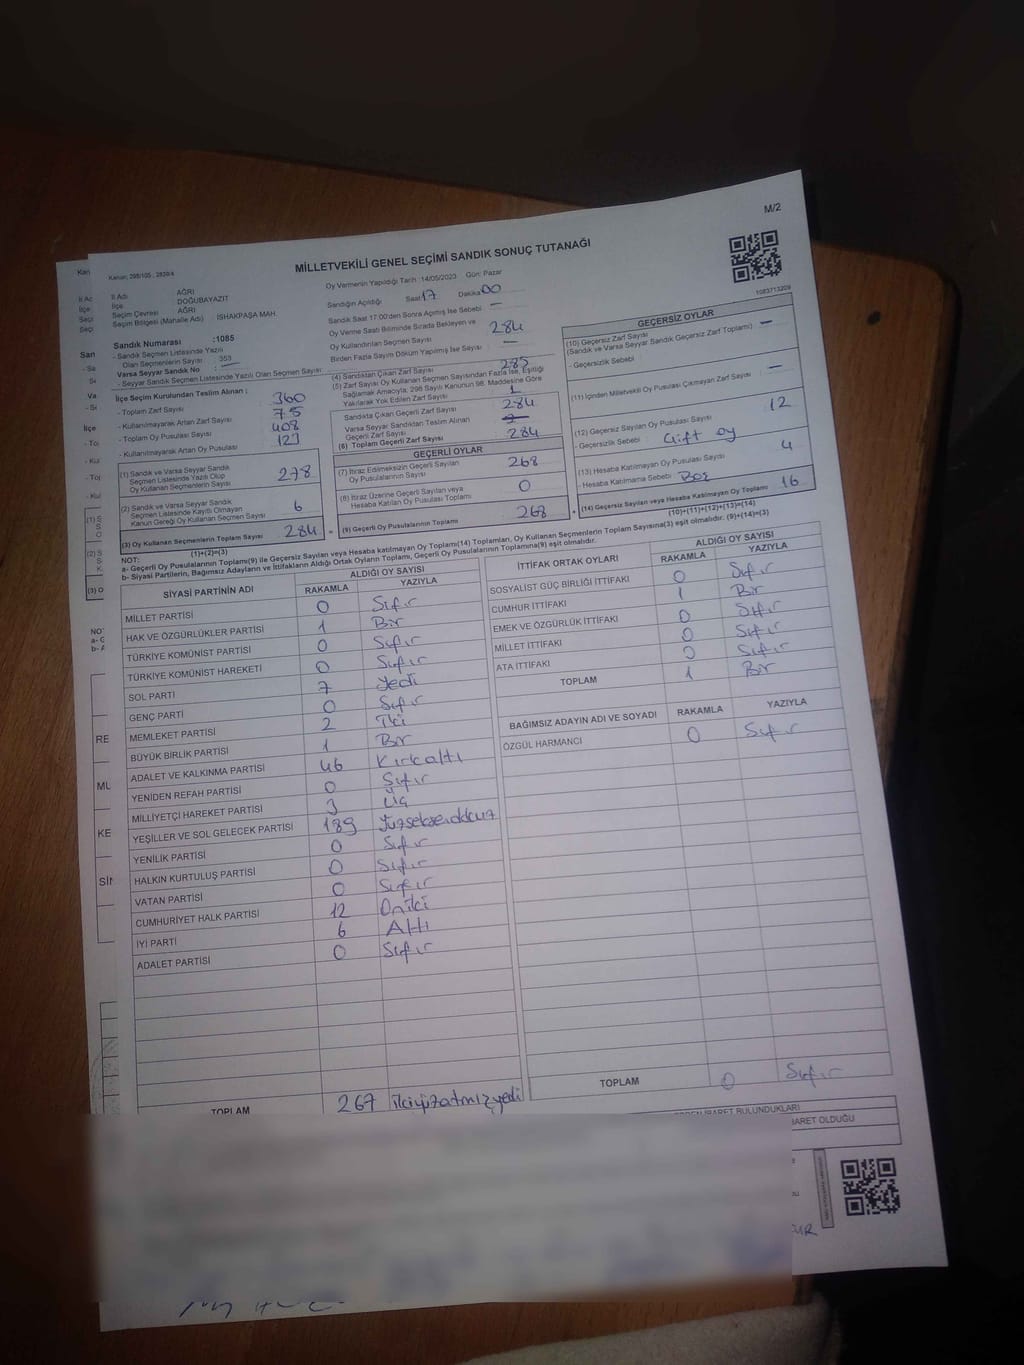 M/2
MİLLETVEKİLİ GENEL SEÇİMİ SANDIK SONUÇ TUTANAĞI
Kanun; 298/105 ; 2839/4
1083713209
İl Adı AĞRI
İlçe DOĞUBAYAZIT
Seçim Çevresi AĞRI
Seçim Bölgesi (Mahalle Adı) : İSHAKPAŞA MAH.
Sandık Numarası :1085
- Sandık Seçmen Listesinde Yazılı
Olan Seçmenlerin Sayısı : 353
Varsa Seyyar Sandık No :
- Seyyar Sandık Seçmen Listesinde Yazılı Olan Seçmen Sayısı :
İlçe Seçim Kurulundan Teslim Alınan ;
- Toplam Zarf Sayısı 360
- Kullanılmayarak Artan Zarf Sayısı 75
- Toplam Oy Pusulası Sayısı 408
- Kullanılmayarak Artan Oy Pusulası 123
(1) Sandık ve Varsa Seyyar Sandık
Seçmen Listesinde Yazılı Olup
Oy Kullanan Seçmenlerin Sayısı 278
(2) Sandık ve Varsa Seyyar Sandık
Seçmen Listesinde Kayıtlı Olmayan
Kanun Gereği Oy Kullanan Seçmen Sayısı 6
(3) Oy Kullanan Seçmenlerin Toplam Sayısı 284
(1)+(2)=(3)
Oy Vermenin Yapıldığı Tarih :14/05/2023 Gün: Pazar
Sandığın Açıldığı Saat 17 Dakika 00
Sandık Saat 17:00'den Sonra Açılmış İse Sebebi —
Oy Verme Saati Bitiminde Sırada Bekleyen ve
Oy Kullandırılan Seçmen Sayısı 284
Birden Fazla Sayım Döküm Yapılmış İse Sayısı —
(4) Sandıktan Çıkan Zarf Sayısı 285
(5) Zarf Sayısı Oy Kullanan Seçmen Sayısından Fazla İse, Eşitliği
Sağlamak Amacıyla; 298 Sayılı Kanunun 98. Maddesine Göre
Yakılarak Yok Edilen Zarf Sayısı 1
Sandıkta Çıkan Geçerli Zarf Sayısı 284
Varsa Seyyar Sandıktan Teslim Alınan
Geçerli Zarf Sayısı
(6) Toplam Geçerli Zarf Sayısı 284
GEÇERLİ OYLAR
(7) İtiraz Edilmeksizin Geçerli Sayılan
Oy Pusulasının Sayısı 268
(8) İtiraz Üzerine Geçerli Sayılan veya
Hesaba Katılan Oy Pusulası Toplamı 0
(9) Geçerli Oy Pusulalarının Toplamı 268
GEÇERSİZ OYLAR
(10) Geçersiz Zarf Sayısı
(Sandık ve Varsa Seyyar Sandık Geçersiz Zarf Toplamı) —
- Geçersizlik Sebebi
(11) İçinden Milletvekili Oy Pusulası Çıkmayan Zarf Sayısı —
(12) Geçersiz Sayılan Oy Pusulası Sayısı 12
- Geçersizlik Sebebi Çift oy
(13) Hesaba Katılmayan Oy Pusulası Sayısı 4
- Hesaba Katılmama Sebebi Boş
(14) Geçersiz Sayılan veya Hesaba Katılmayan Oy Toplamı 16
(10)+(11)+(12)+(13)=(14)
NOT:
a- Geçerli Oy Pusulalarının Toplamı(9) ile Geçersiz Sayılan veya Hesaba katılmayan Oy Toplamı(14) Toplamları, Oy Kullanan Seçmenlerin Toplam Sayısına(3) eşit olmalıdır. (9)+(14)=(3)
b- Siyasi Partilerin, Bağımsız Adayların ve İttifakların Aldığı Ortak Oyların Toplamı, Geçerli Oy Pusulalarının Toplamına(9) eşit olmalıdır.
SİYASİ PARTİNİN ADI ALDIĞI OY SAYISI
RAKAMLA YAZIYLA
MİLLET PARTİSİ 0 Sıfır
HAK VE ÖZGÜRLÜKLER PARTİSİ 1 Bir
TÜRKİYE KOMÜNİST PARTİSİ 0 Sıfır
TÜRKİYE KOMÜNİST HAREKETİ 0 Sıfır
SOL PARTİ 7 Yedi
GENÇ PARTİ 0 Sıfır
MEMLEKET PARTİSİ 2 İki
BÜYÜK BİRLİK PARTİSİ 1 Bir
ADALET VE KALKINMA PARTİSİ 46 Kırkaltı
YENİDEN REFAH PARTİSİ 0 Sıfır
MİLLİYETÇİ HAREKET PARTİSİ 3 Üç
YEŞİLLER VE SOL GELECEK PARTİSİ 189 Yüzseksendokuz
YENİLİK PARTİSİ 0 Sıfır
HALKIN KURTULUŞ PARTİSİ 0 Sıfır
VATAN PARTİSİ 0 Sıfır
CUMHURİYET HALK PARTİSİ 12 Oniki
İYİ PARTİ 6 Altı
ADALET PARTİSİ 0 Sıfır
TOPLAM 267 ikiyüzatmışyedi
İTTİFAK ORTAK OYLARI ALDIĞI OY SAYISI
RAKAMLA YAZIYLA
SOSYALİST GÜÇ BİRLİĞİ İTTİFAKI 0 Sıfır
CUMHUR İTTİFAKI 1 Bir
EMEK VE ÖZGÜRLÜK İTTİFAKI 0 Sıfır
MİLLET İTTİFAKI 0 Sıfır
ATA İTTİFAKI 0 Sıfır
TOPLAM 1 Bir
BAĞIMSIZ ADAYIN ADI VE SOYADI RAKAMLA YAZIYLA
ÖZGÜL HARMANCI 0 Sıfır
TOPLAM 0 Sıfır
BULUNDUKLARI
İBARET OLDUĞU